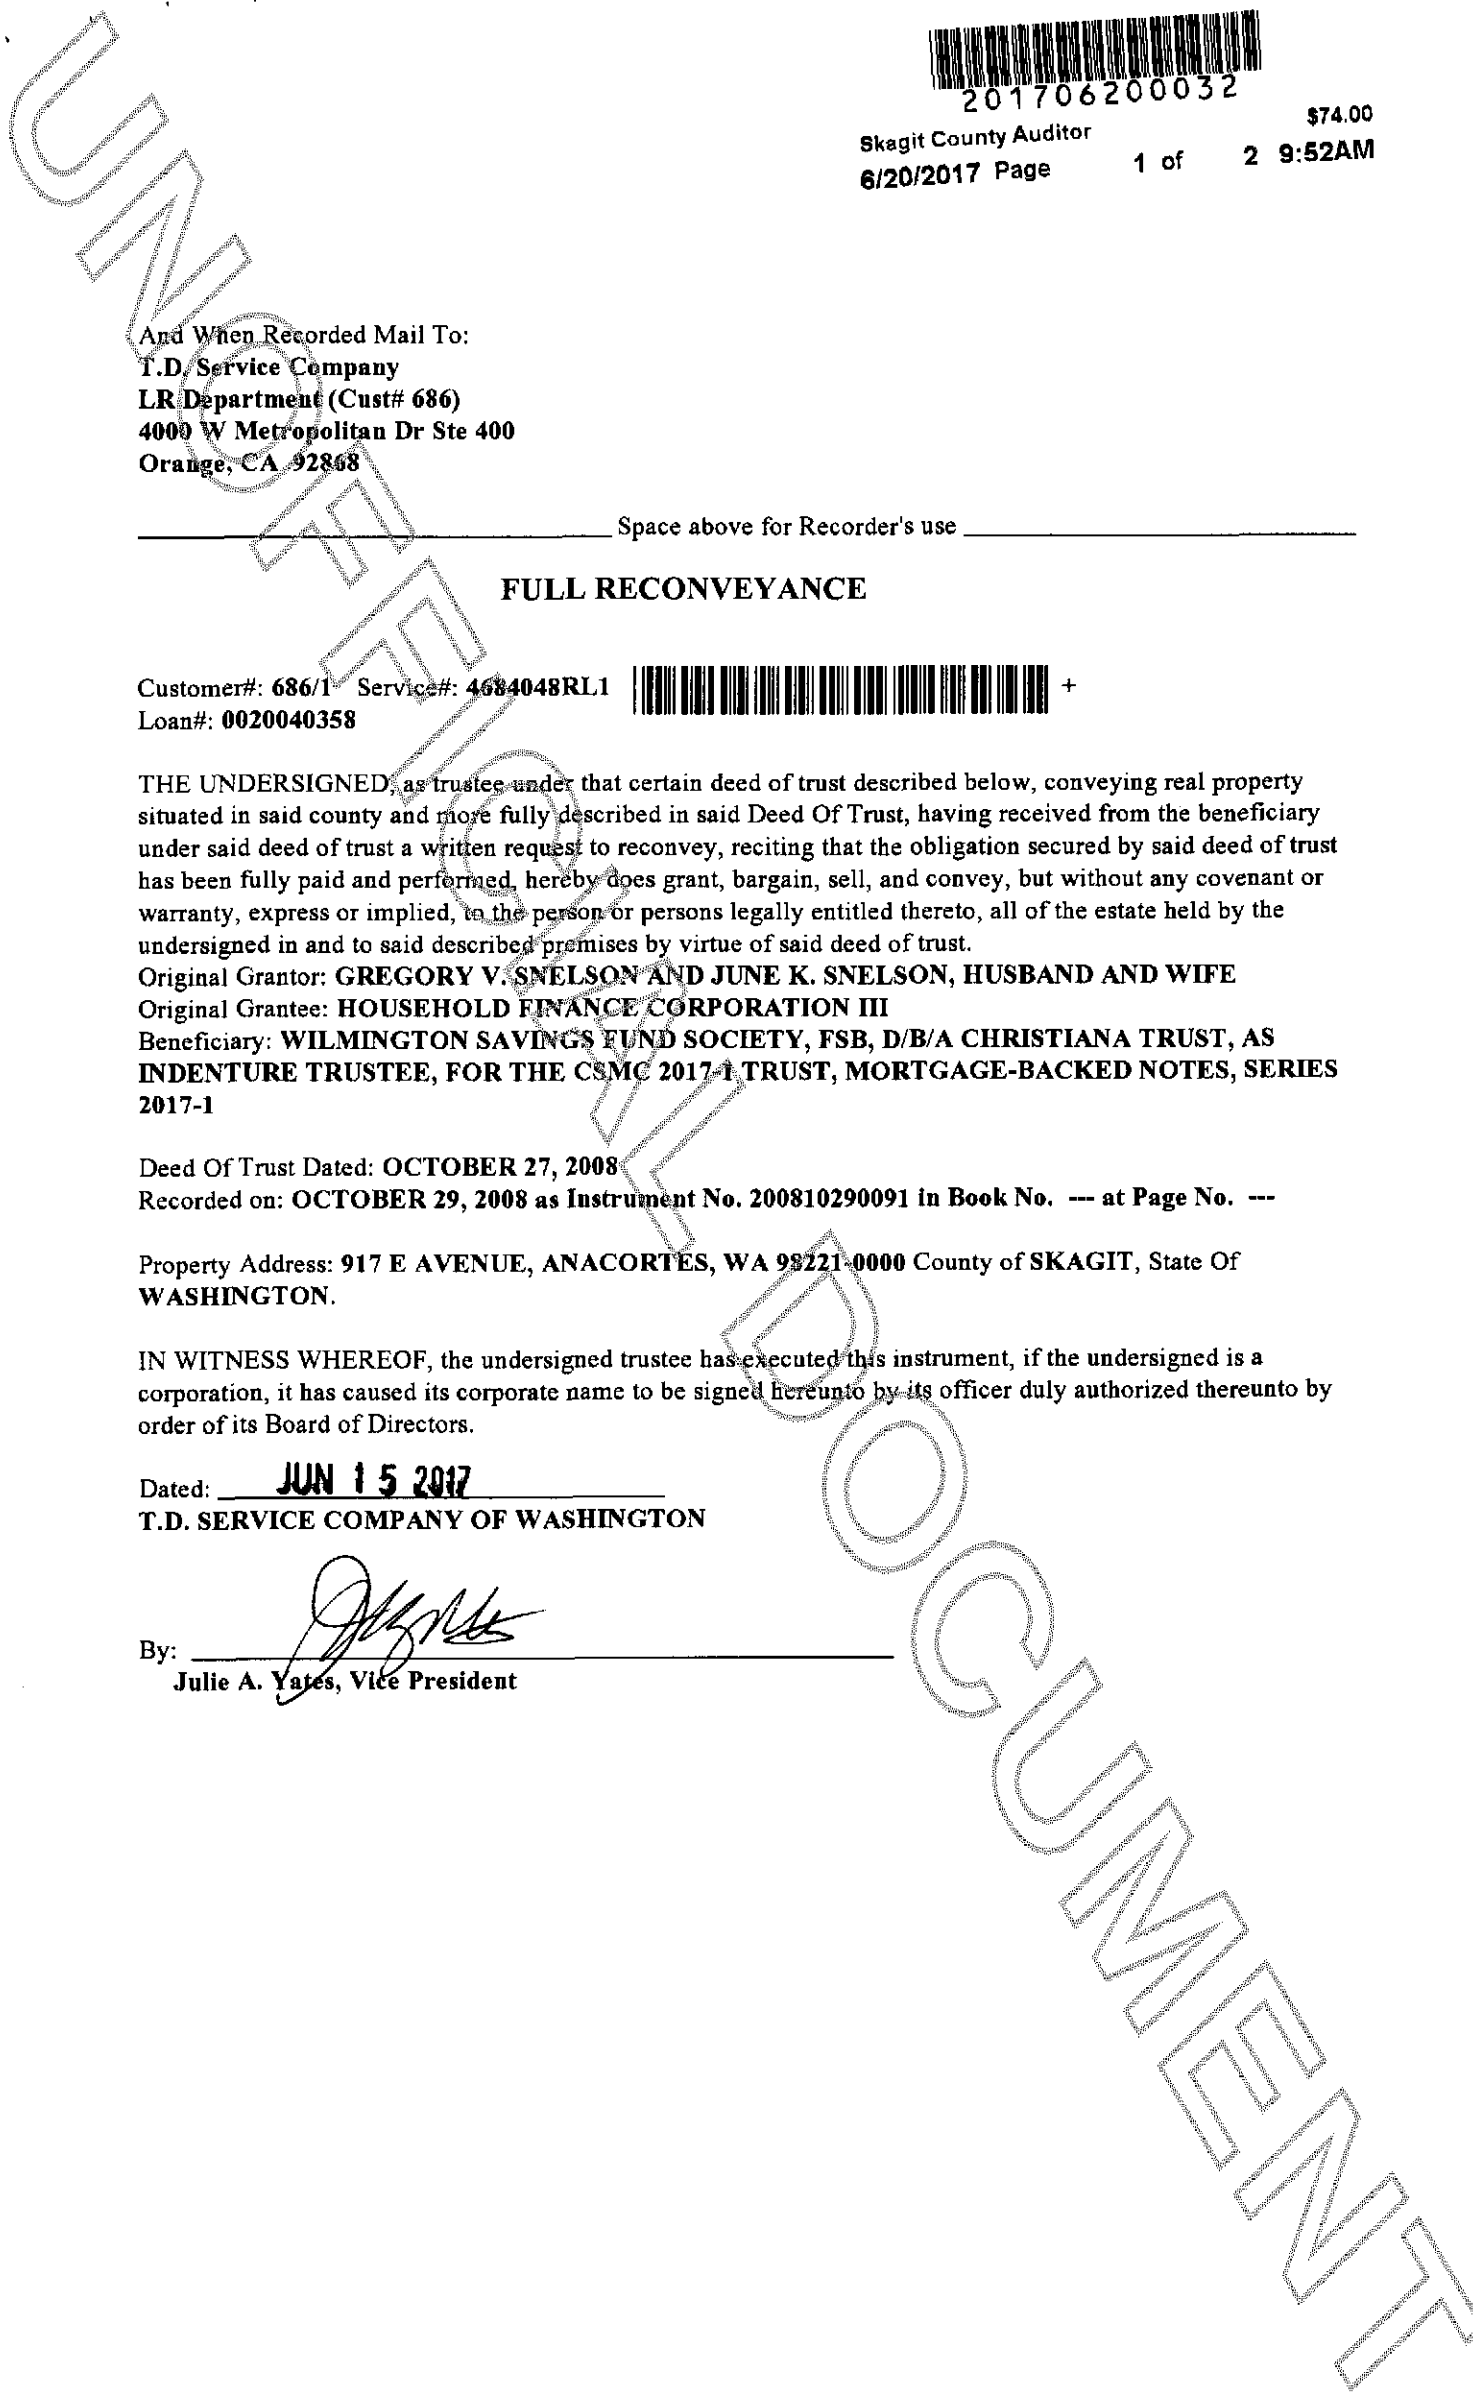 201706200032
Skagit County Auditor $74.00
6/20/2017 Page 1 of 2 9:52AM
And When Recorded Mail To:
T.D. Service Company
LR Department (Cust# 686)
4000 W Metropolitan Dr Ste 400
Orange, CA 92868
Space above for Recorder's use
FULL RECONVEYANCE
Customer#: 686/1 Service#: 4684048RL1 +
Loan#: 0020040358
THE UNDERSIGNED, as trustee under that certain deed of trust described below, conveying real property
situated in said county and more fully described in said Deed Of Trust, having received from the beneficiary
under said deed of trust a written request to reconvey, reciting that the obligation secured by said deed of trust
has been fully paid and performed, hereby does grant, bargain, sell, and convey, but without any covenant or
warranty, express or implied, to the person or persons legally entitled thereto, all of the estate held by the
undersigned in and to said described premises by virtue of said deed of trust.
Original Grantor: GREGORY V. SNELSON AND JUNE K. SNELSON, HUSBAND AND WIFE
Original Grantee: HOUSEHOLD FINANCE CORPORATION III
Beneficiary: WILMINGTON SAVINGS FUND SOCIETY, FSB, D/B/A CHRISTIANA TRUST, AS
INDENTURE TRUSTEE, FOR THE CSMC 2017-1 TRUST, MORTGAGE-BACKED NOTES, SERIES
2017-1
Deed Of Trust Dated: OCTOBER 27, 2008
Recorded on: OCTOBER 29, 2008 as Instrument No. 200810290091 in Book No. --- at Page No. ---
Property Address: 917 E AVENUE, ANACORTES, WA 98221-0000 County of SKAGIT, State Of
WASHINGTON.
IN WITNESS WHEREOF, the undersigned trustee has executed this instrument, if the undersigned is a
corporation, it has caused its corporate name to be signed hereunto by its officer duly authorized thereunto by
order of its Board of Directors.
Dated: JUN 15 2017
T.D. SERVICE COMPANY OF WASHINGTON
By:
Julie A. Yates, Vice President
UNOFFICIAL DOCUMENT